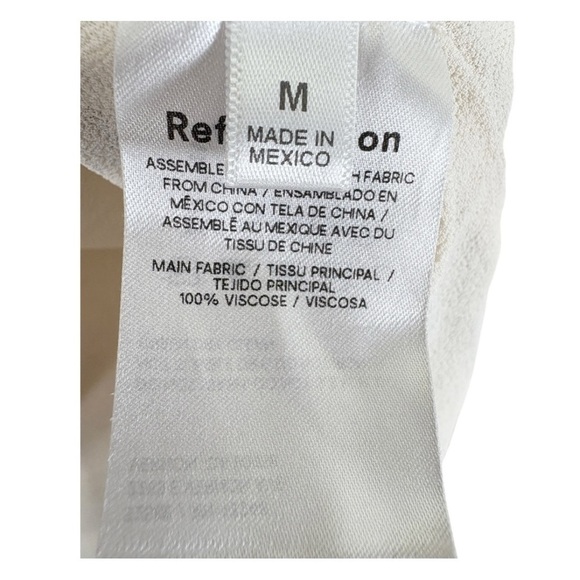 M
MADE IN
MEXICO
Ref on
ASSEMBLE H FABRIC
FROM CHINA / ENSAMBLADO EN
MÉXICO CON TELA DE CHINA /
ASSEMBLÉ AU MEXIQUE AVEC DU
TISSU DE CHINE
MAIN FABRIC / TISSU PRINCIPAL /
TEJIDO PRINCIPAL
100% VISCOSE / VISCOSA